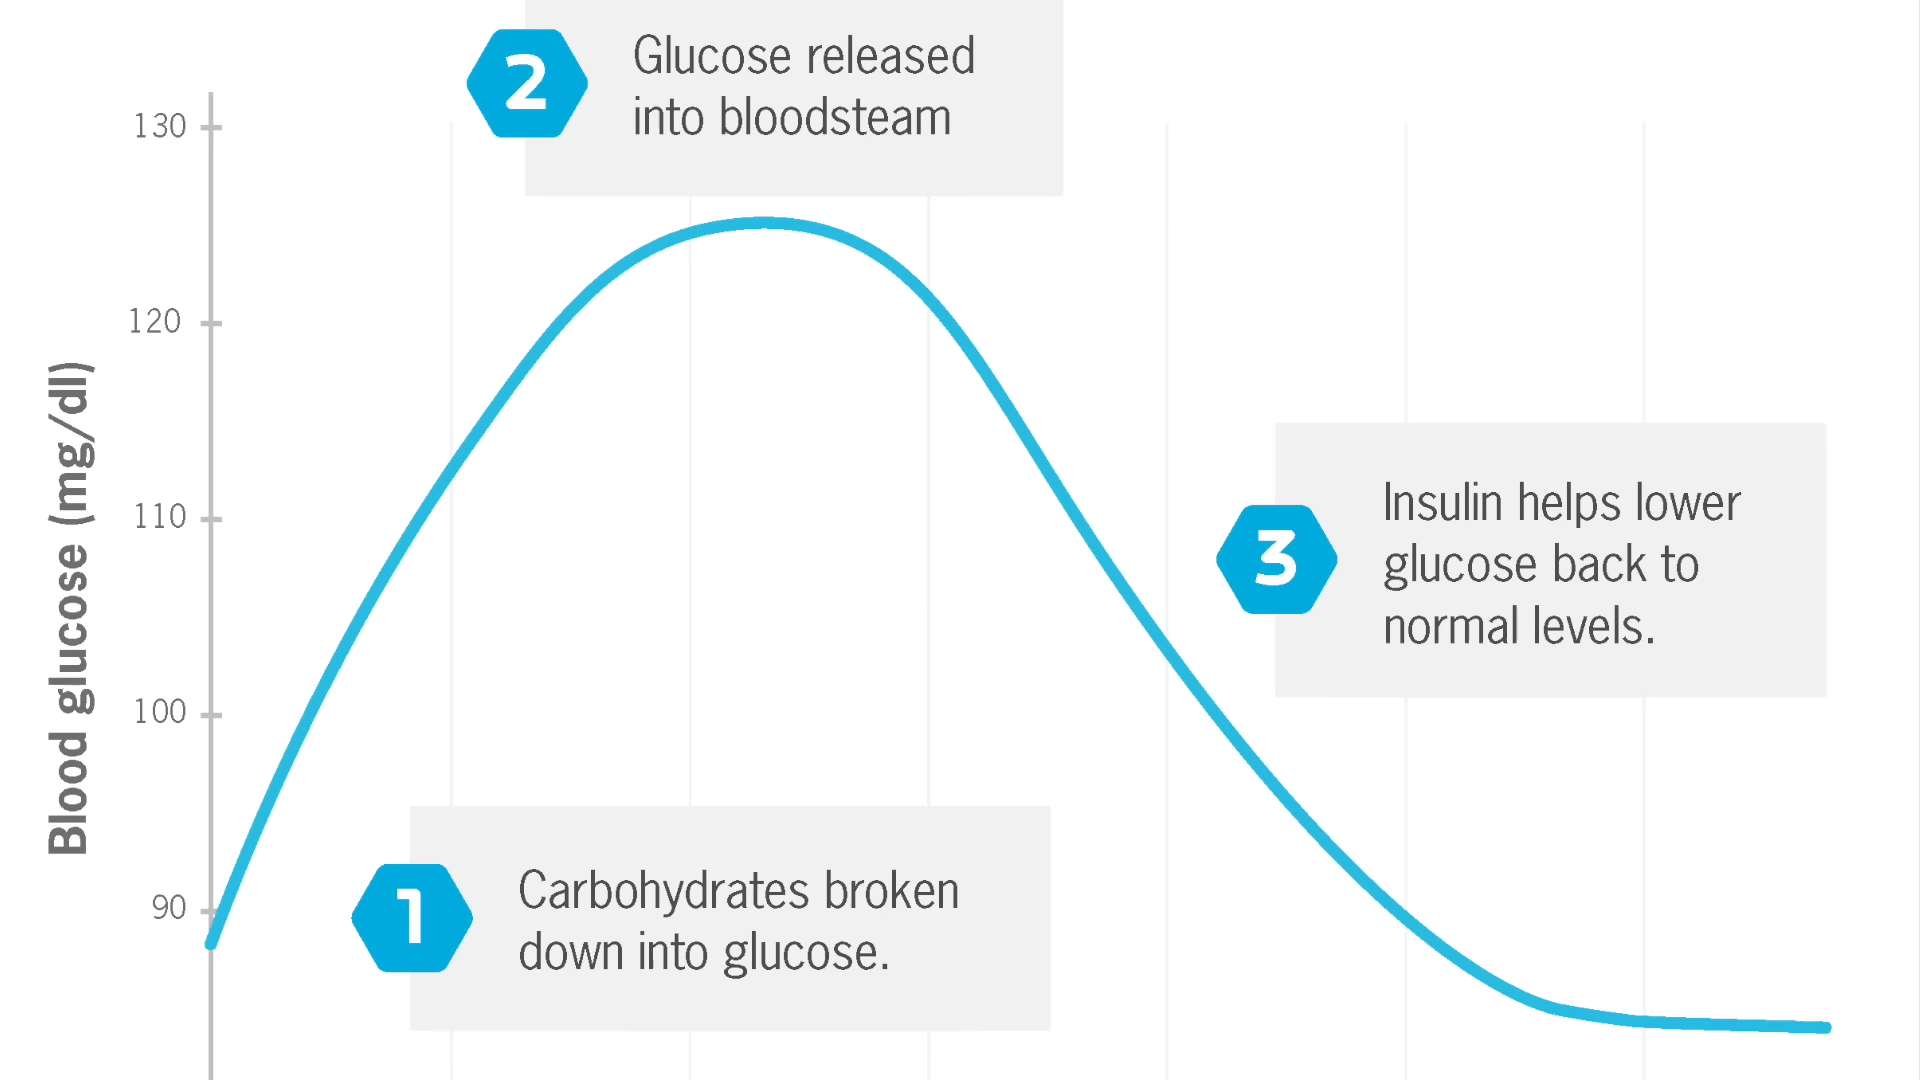 2
Glucose released
into bloodsteam
130
120
110
100
90
Blood glucose (mg/dl)
3
Insulin helps lower
glucose back to
normal levels.
1
Carbohydrates broken
down into glucose.